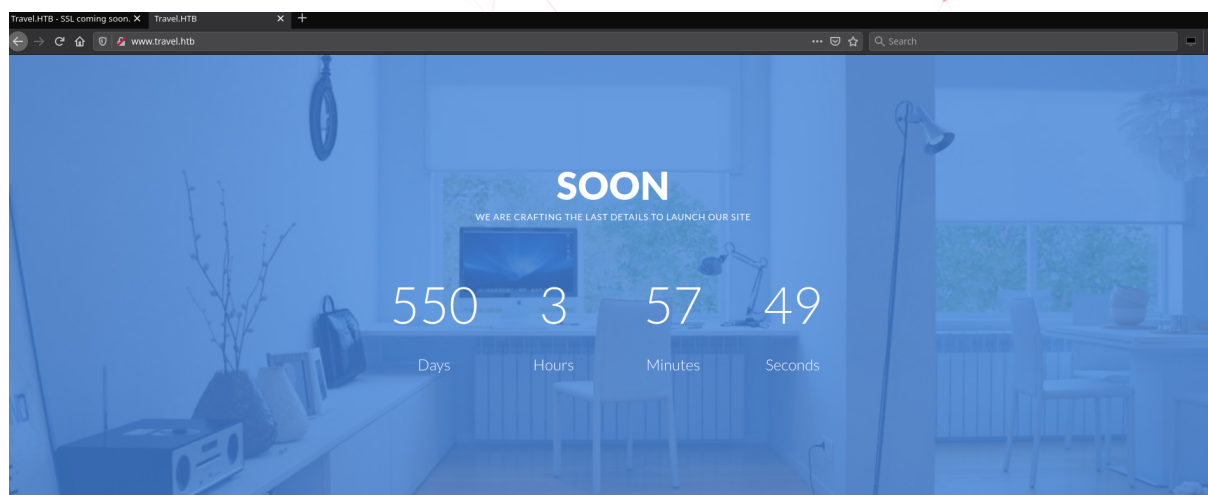 Travel.HTB - SSL coming soon. X Travel.HTB X +
www.travel.htb ... Search
SOON
WE ARE CRAFTING THE LAST DETAILS TO LAUNCH OUR SITE
550 3 57 49
Days Hours Minutes Seconds